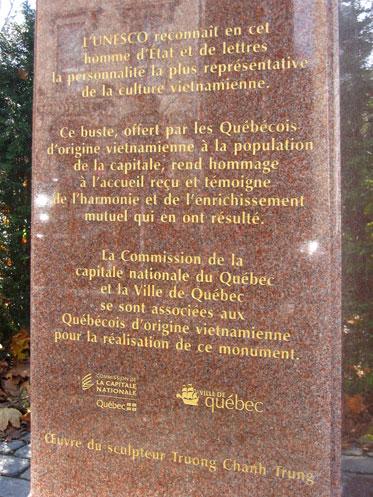 L'UNESCO reconnaît en cet
homme d'État et de lettres
la personnalité la plus représentative
de la culture vietnamienne.
Ce buste, offert par les Québécois
d'origine vietnamienne à la population
de la capitale, rend hommage
à l'accueil reçu et témoigne
de l'harmonie et de l'enrichissement
mutuel qui en ont résulté.
La Commission de la
capitale nationale du Québec
et la Ville de Québec
se sont associées aux
Québécois d'origine vietnamienne
pour la réalisation de ce monument.
COMMISSION DE
LA CAPITALE
NATIONALE
Québec
VILLE DE
québec
Œuvre du sculpteur Truong Chanh Trung